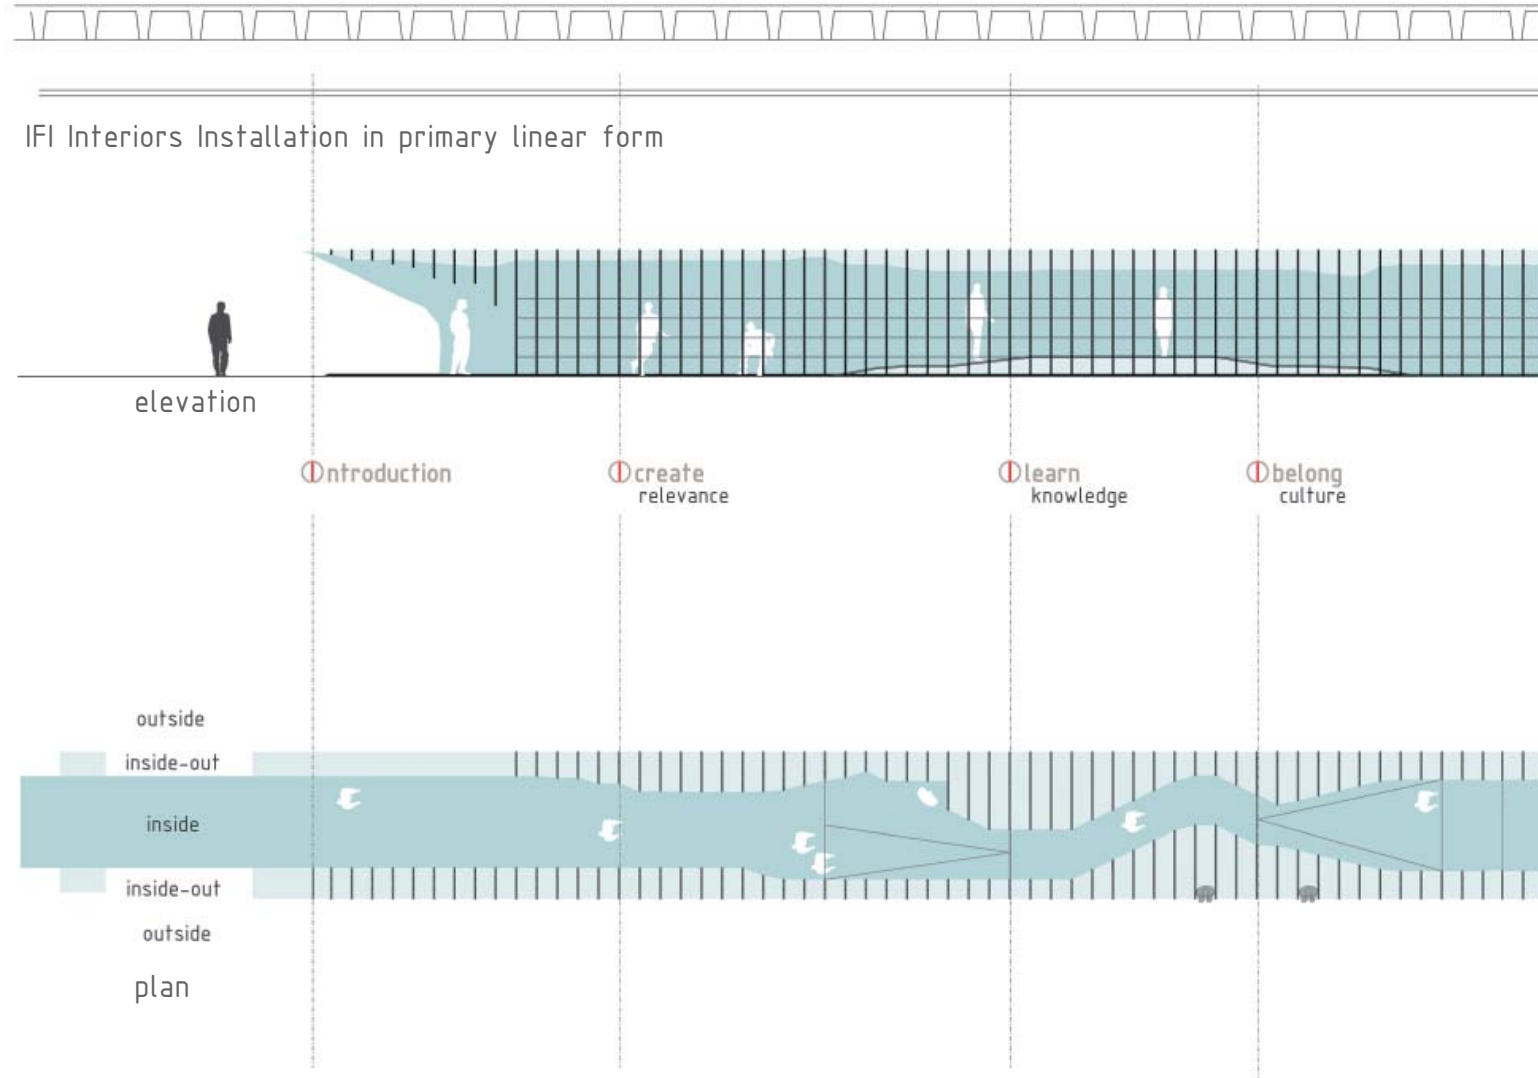 IFI Interiors Installation in primary linear form
elevation
Introduction
create
relevance
learn
knowledge
belong
culture
outside
inside-out
inside
inside-out
outside
plan